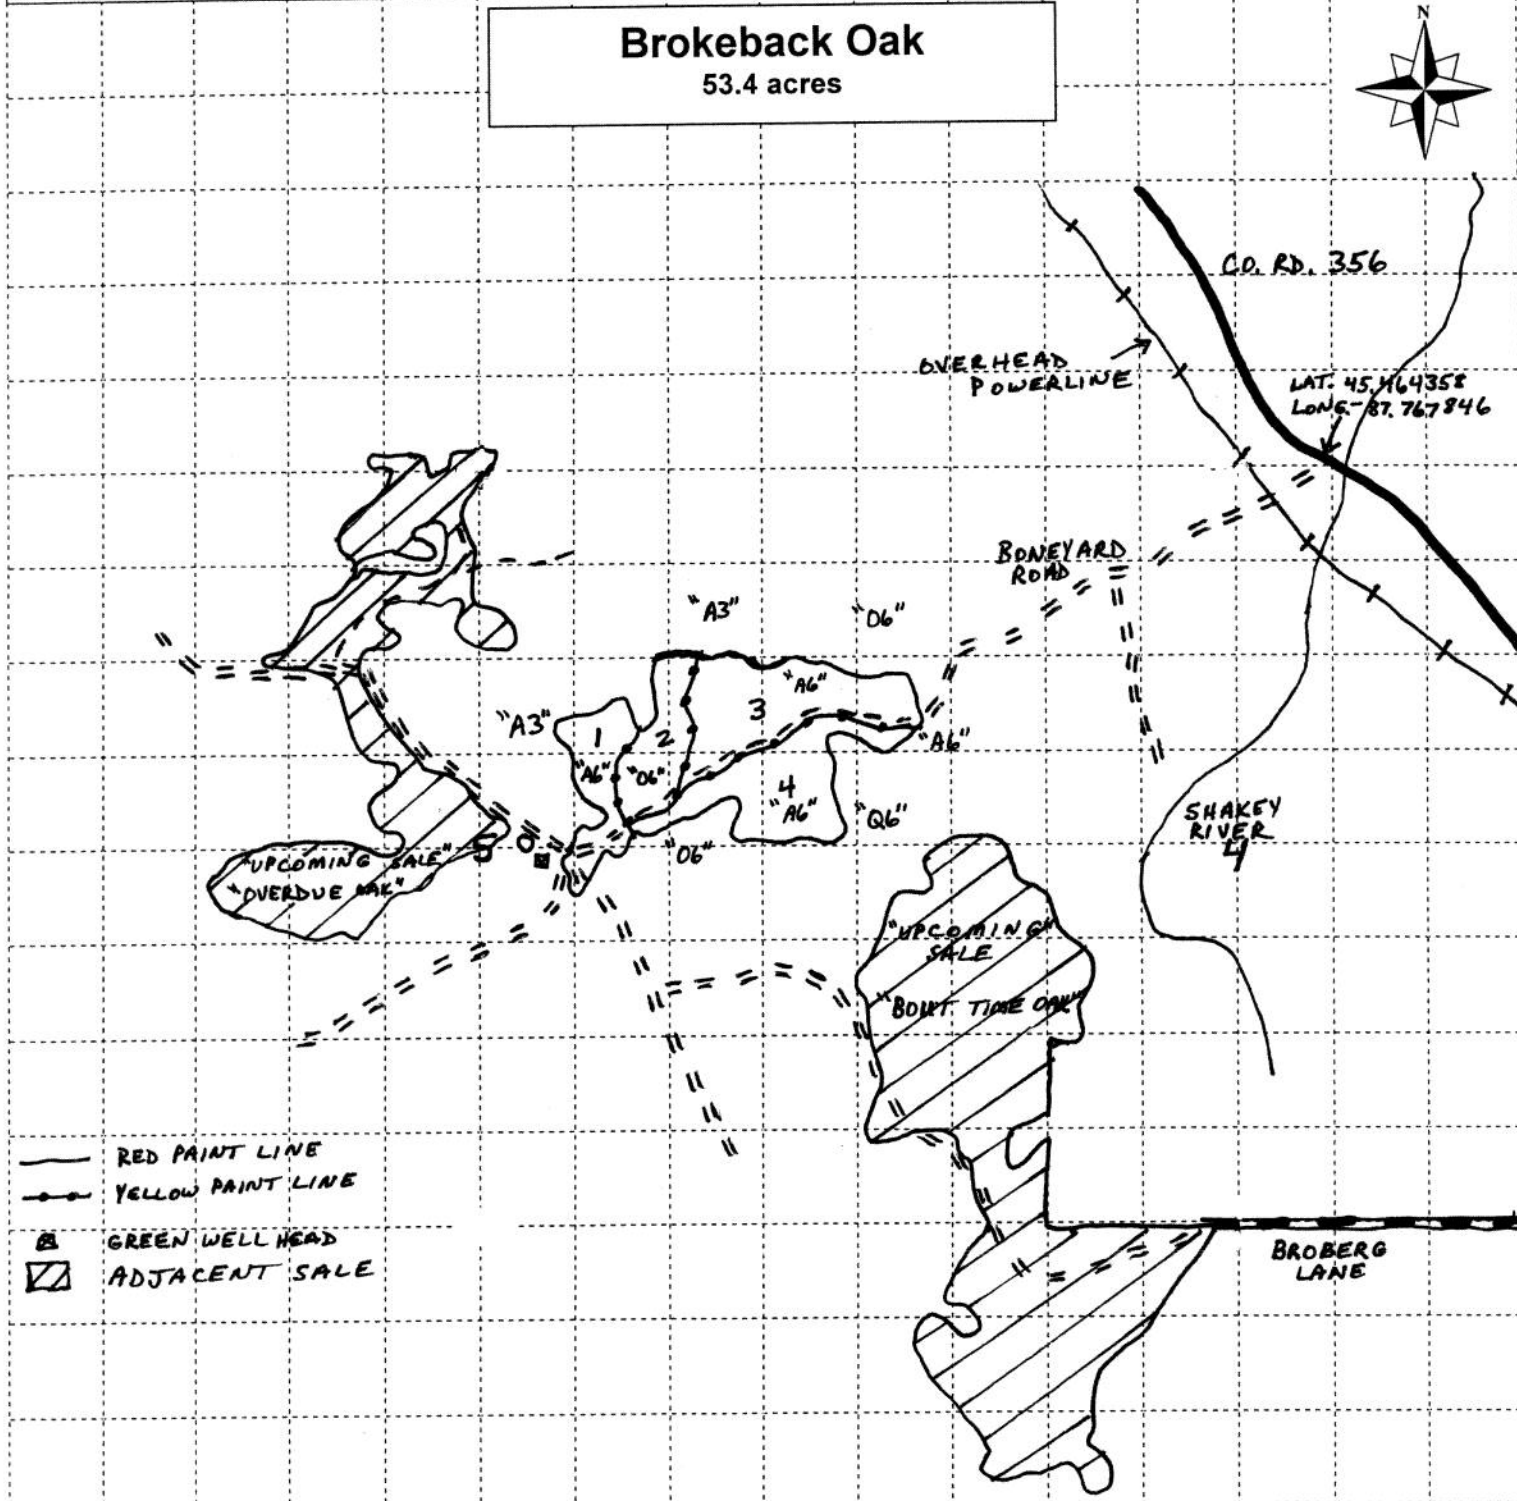 Brokeback Oak
53.4 acres
N
CO. RD. 356
OVERHEAD
POWERLINE
LAT. 45.464358
LONG.-87.767846
BONEYARD
ROAD
"A3"
"O6"
"A6"
"A3"
1
2
3
"A6"
"A6"
"O6"
4
"A6"
"Q6"
"O6"
SHAKEY
RIVER
"UPCOMING SALE"
"OVERDUE OAK"
"UPCOMING"
SALE
"BOUT TIME OAK"
RED PAINT LINE
YELLOW PAINT LINE
GREEN WELL HEAD
ADJACENT SALE
BROBERG
LANE